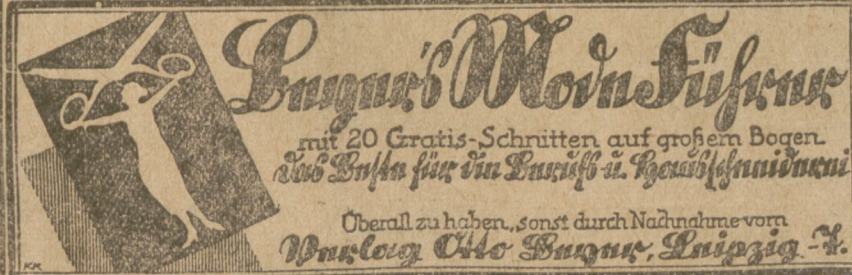 Beyer's Mode Führer
mit 20 Gratis-Schnitten auf großem Bogen
das Beste für die Berufs u. Hausschneiderei
Überall zu haben, sonst durch Nachnahme vom
Verlag Otto Beyer, Leipzig-T.
KR